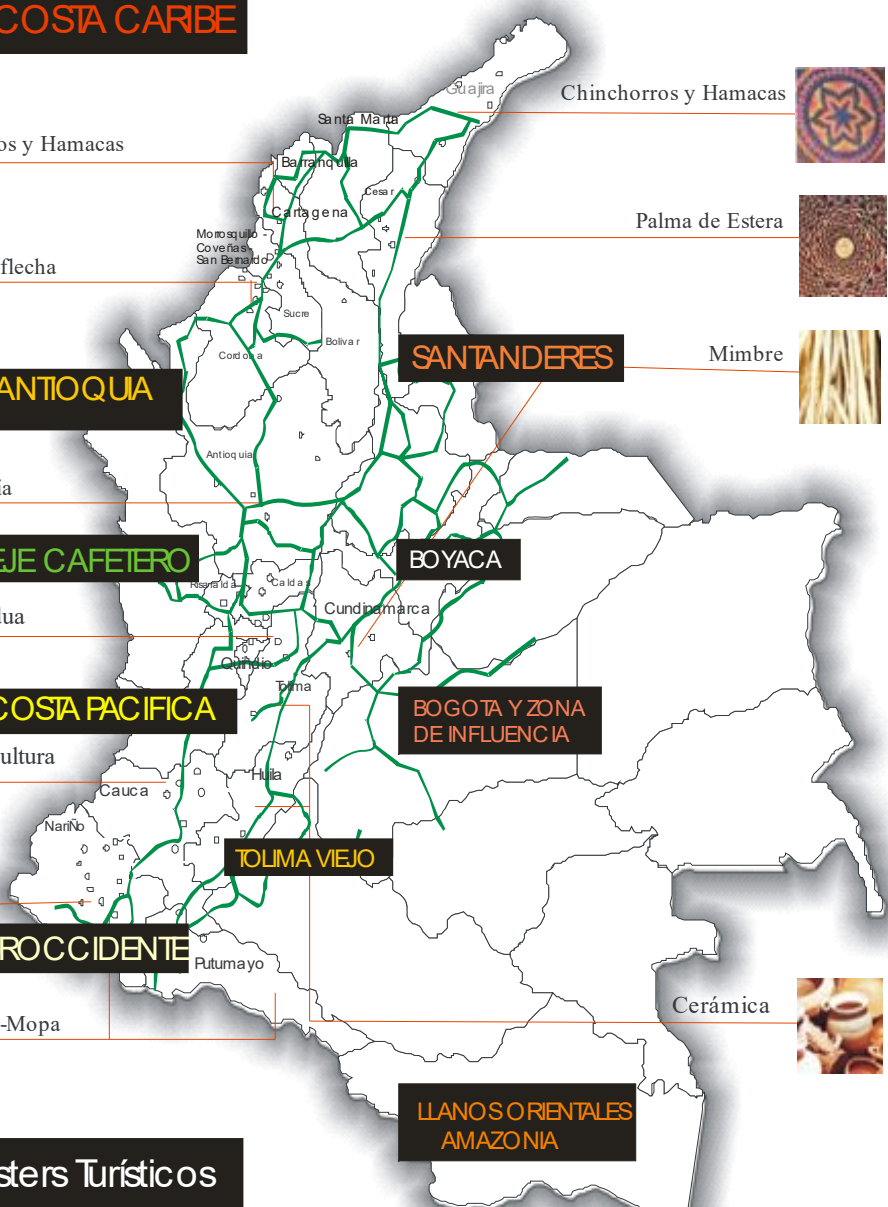 COSTA CARIBE
Guajira
Chinchorros y Hamacas
Santa Marta
os y Hamacas
Barranquilla
Cesar
Cartagena
Palma de Estera
Morrosquillo -
Coveñas-
San Bernardo
flecha
Sucre
Bolivar
SANTANDERES
Mimbre
Cordoba
ANTIOQUIA
Antioquia
ía
EJE CAFETERO
BOYACA
Risaralda
Caldas
Cundinamarca
dua
Quindio
Tolima
COSTA PACIFICA
BOGOTA Y ZONA
DE INFLUENCIA
ultura
Huila
Cauca
NariÑo
TOLIMA VIEJO
ROCCIDENTE
Putumayo
Cerámica
-Mopa
LLANOS ORIENTALES
AMAZONIA
sters Turísticos